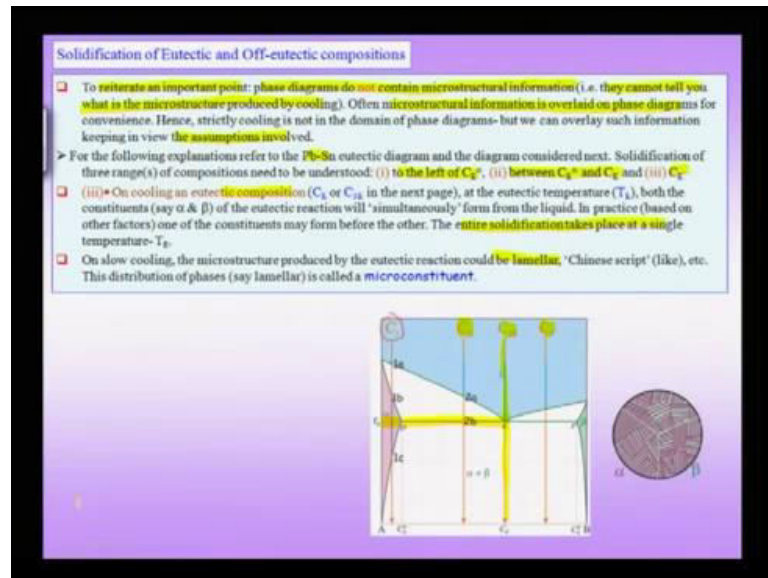 Solidification of Eutectic and Off-eutectic compositions
❑ To reiterate an important point: phase diagrams do not contain microstructural information (i.e. they cannot tell you
what is the microstructure produced by cooling). Often microstructural information is overlaid on phase diagrams for
convenience. Hence, strictly cooling is not in the domain of phase diagrams- but we can overlay such information
keeping in view the assumptions involved.
➢ For the following explanations refer to the Pb-Sn eutectic diagram and the diagram considered next. Solidification of
three range(s) of compositions need to be understood: (i) to the left of C_E^α, (ii) between C_E^α and C_E and (iii) C_E.
❑ (iii)• On cooling an eutectic composition (C_E or in the next page), at the eutectic temperature (T_E), both the
constituents (say α & β) of the eutectic reaction will 'simultaneously' form from the liquid. In practice (based on
other factors) one of the constituents may form before the other. The entire solidification takes place at a single
temperature- T_E.
❑ On slow cooling, the microstructure produced by the eutectic reaction could be lamellar, 'Chinese script' (like), etc.
This distribution of phases (say lamellar) is called a microconstituent.
1a
1b
2a
2b
1c
α + β
α β
A B